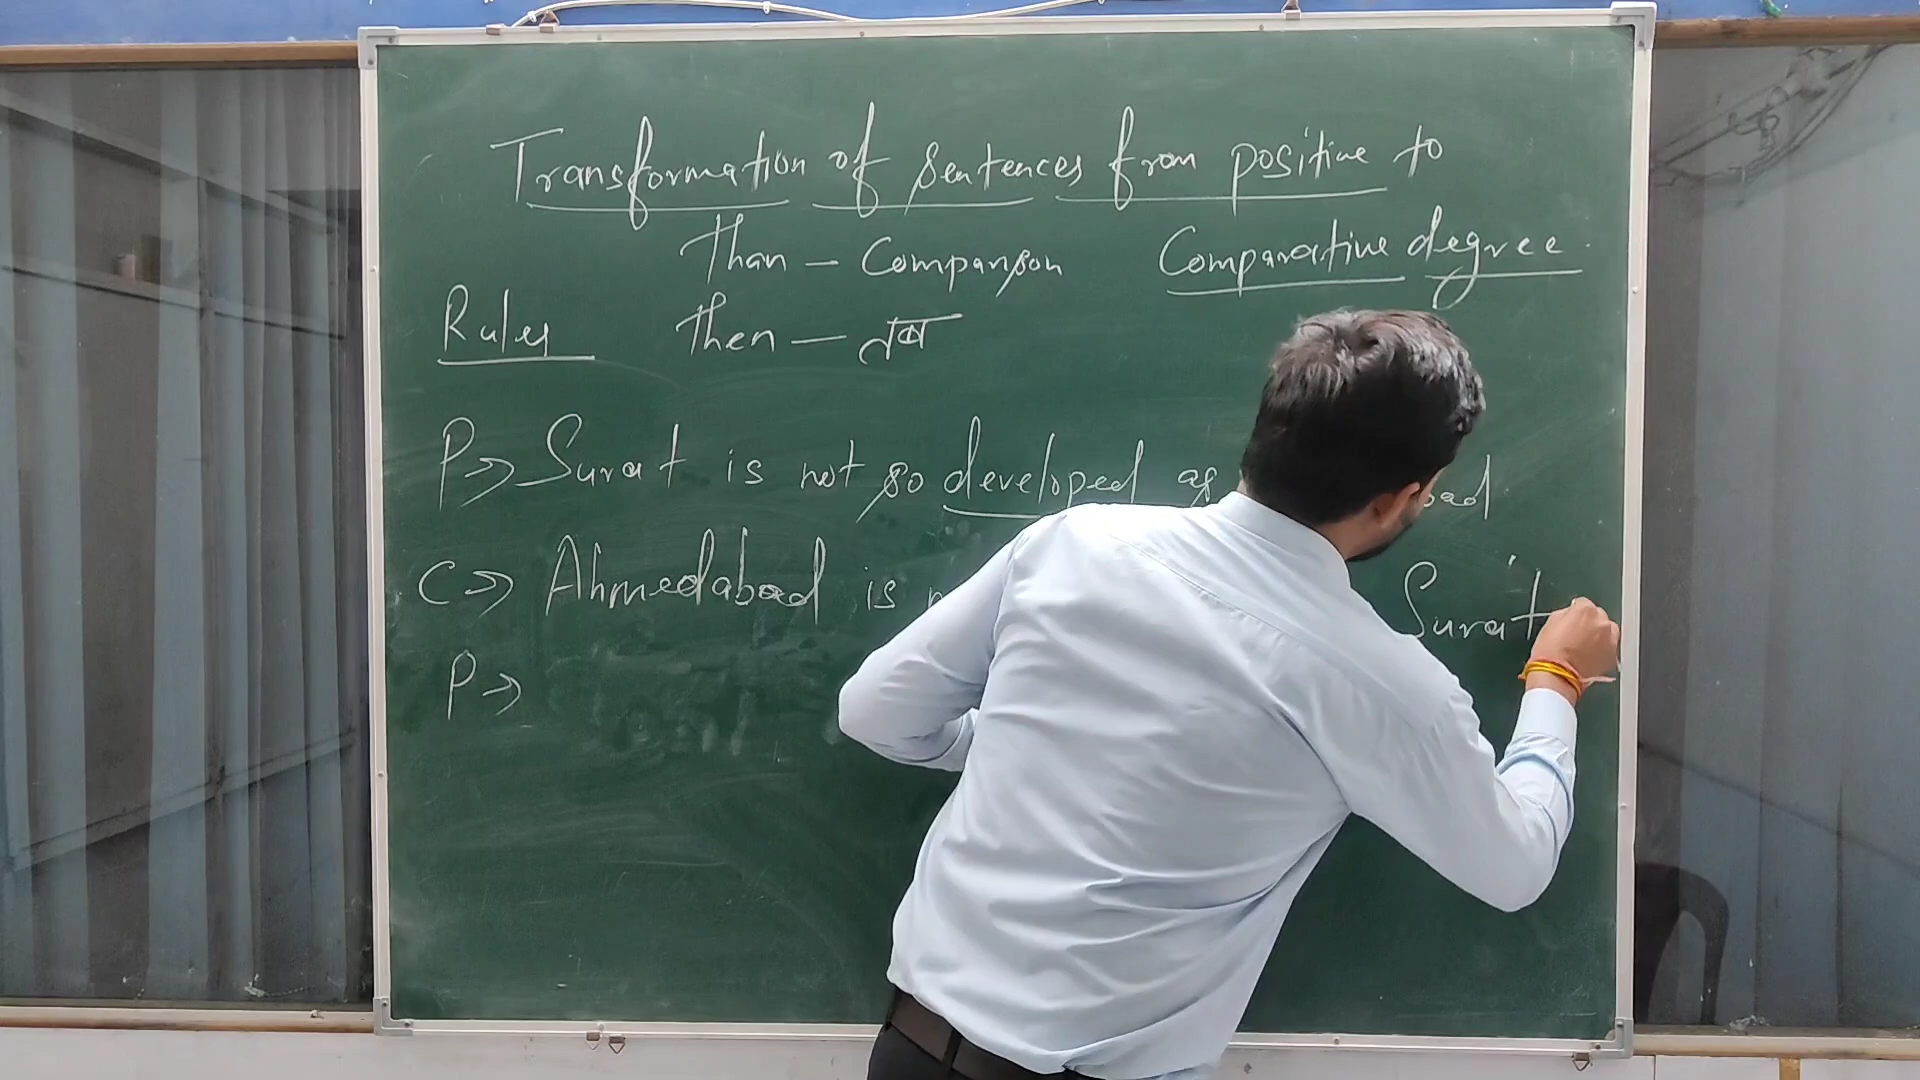 Transformation of sentences from positive to
Than - Comparison Comparative degree.
Rules then - तब
P → Surat is not so developed as bad
C → Ahmedabad is Surat
P →